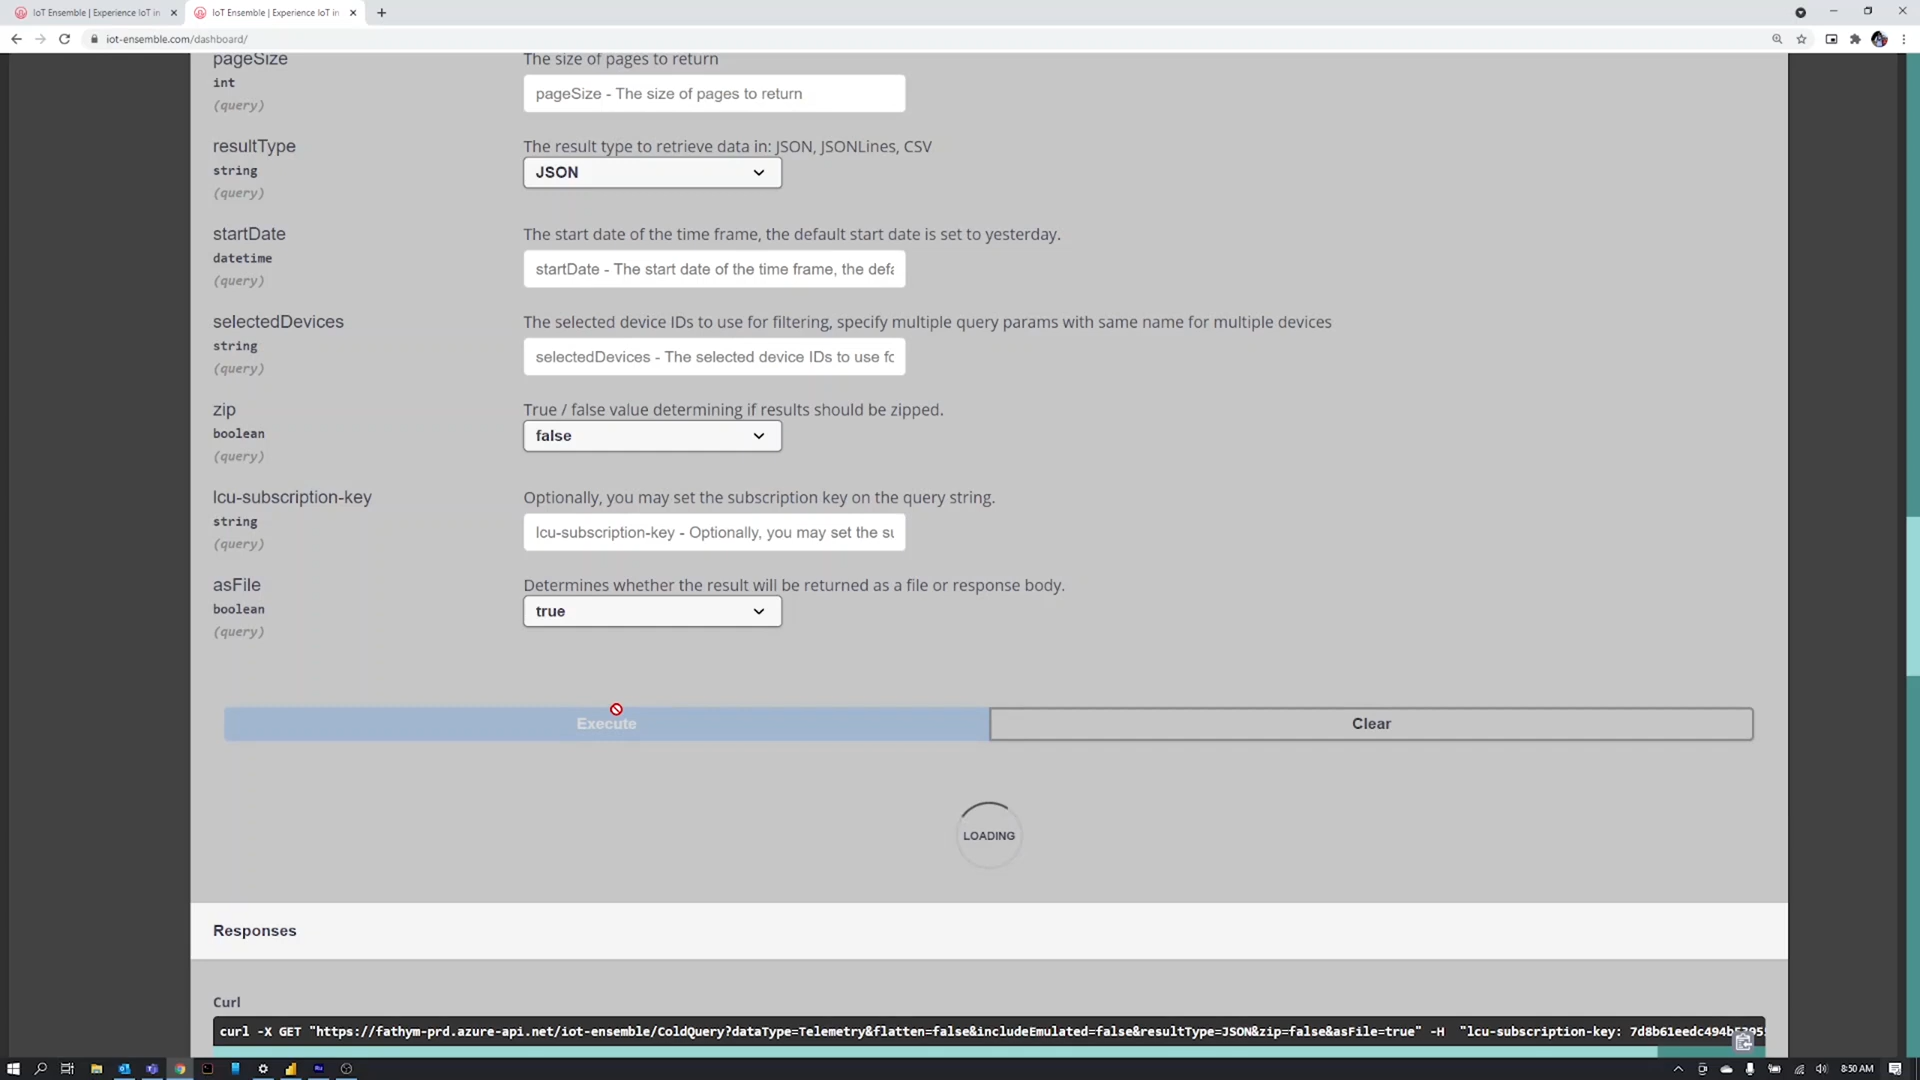 IoT Ensemble | Experience IoT in
IoT Ensemble | Experience IoT in
iot-ensemble.com/dashboard/
pageSize
The size of pages to return
int
pageSize - The size of pages to return
(query)
resultType
The result type to retrieve data in: JSON, JSONLines, CSV
string
JSON
(query)
startDate
The start date of the time frame, the default start date is set to yesterday.
datetime
startDate - The start date of the time frame, the defa
(query)
selectedDevices
The selected device IDs to use for filtering, specify multiple query params with same name for multiple devices
string
selectedDevices - The selected device IDs to use fo
(query)
zip
True / false value determining if results should be zipped.
boolean
false
(query)
lcu-subscription-key
Optionally, you may set the subscription key on the query string.
string
lcu-subscription-key - Optionally, you may set the su
(query)
asFile
Determines whether the result will be returned as a file or response body.
boolean
true
(query)
Execute
Clear
LOADING
Responses
Curl
curl -X GET "https://fathym-prd.azure-api.net/iot-ensemble/ColdQuery?dataType=Telemetry&flatten=false&includeEmulated=false&resultType=JSON&zip=false&asFile=true" -H "lcu-subscription-key:
8:50 AM